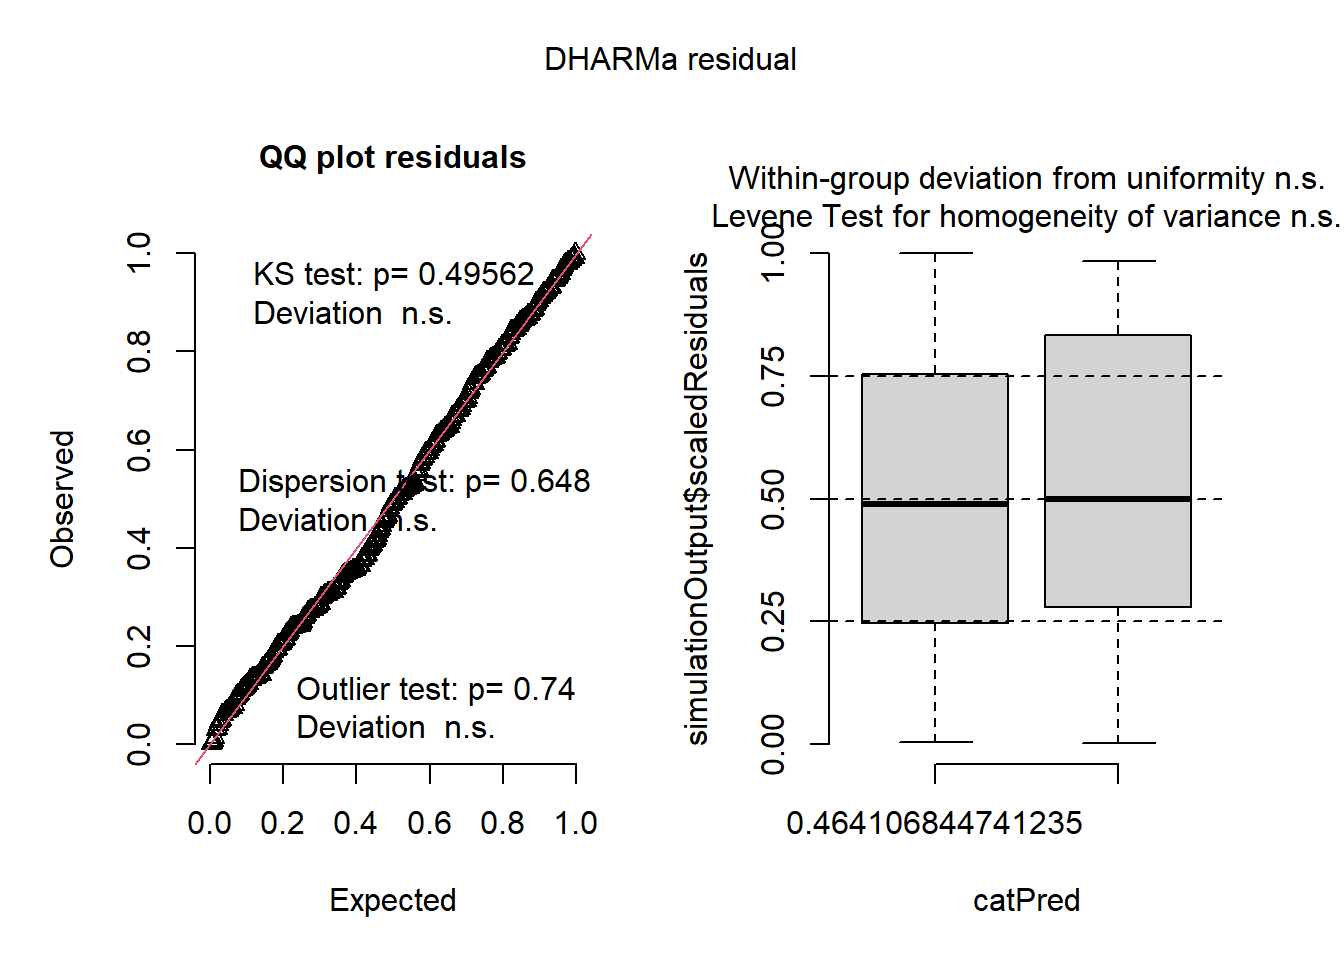 DHARMa residual
QQ plot residuals
KS test: p= 0.49562
Deviation  n.s.
Dispersion test: p= 0.648
Deviation  n.s.
Outlier test: p= 0.74
Deviation  n.s.
Observed
0.0 0.2 0.4 0.6 0.8 1.0
0.0 0.2 0.4 0.6 0.8 1.0
Expected
Within-group deviation from uniformity n.s.
Levene Test for homogeneity of variance n.s.
simulationOutput$scaledResiduals
0.00 0.25 0.50 0.75 1.00
0.464106844741235
catPred